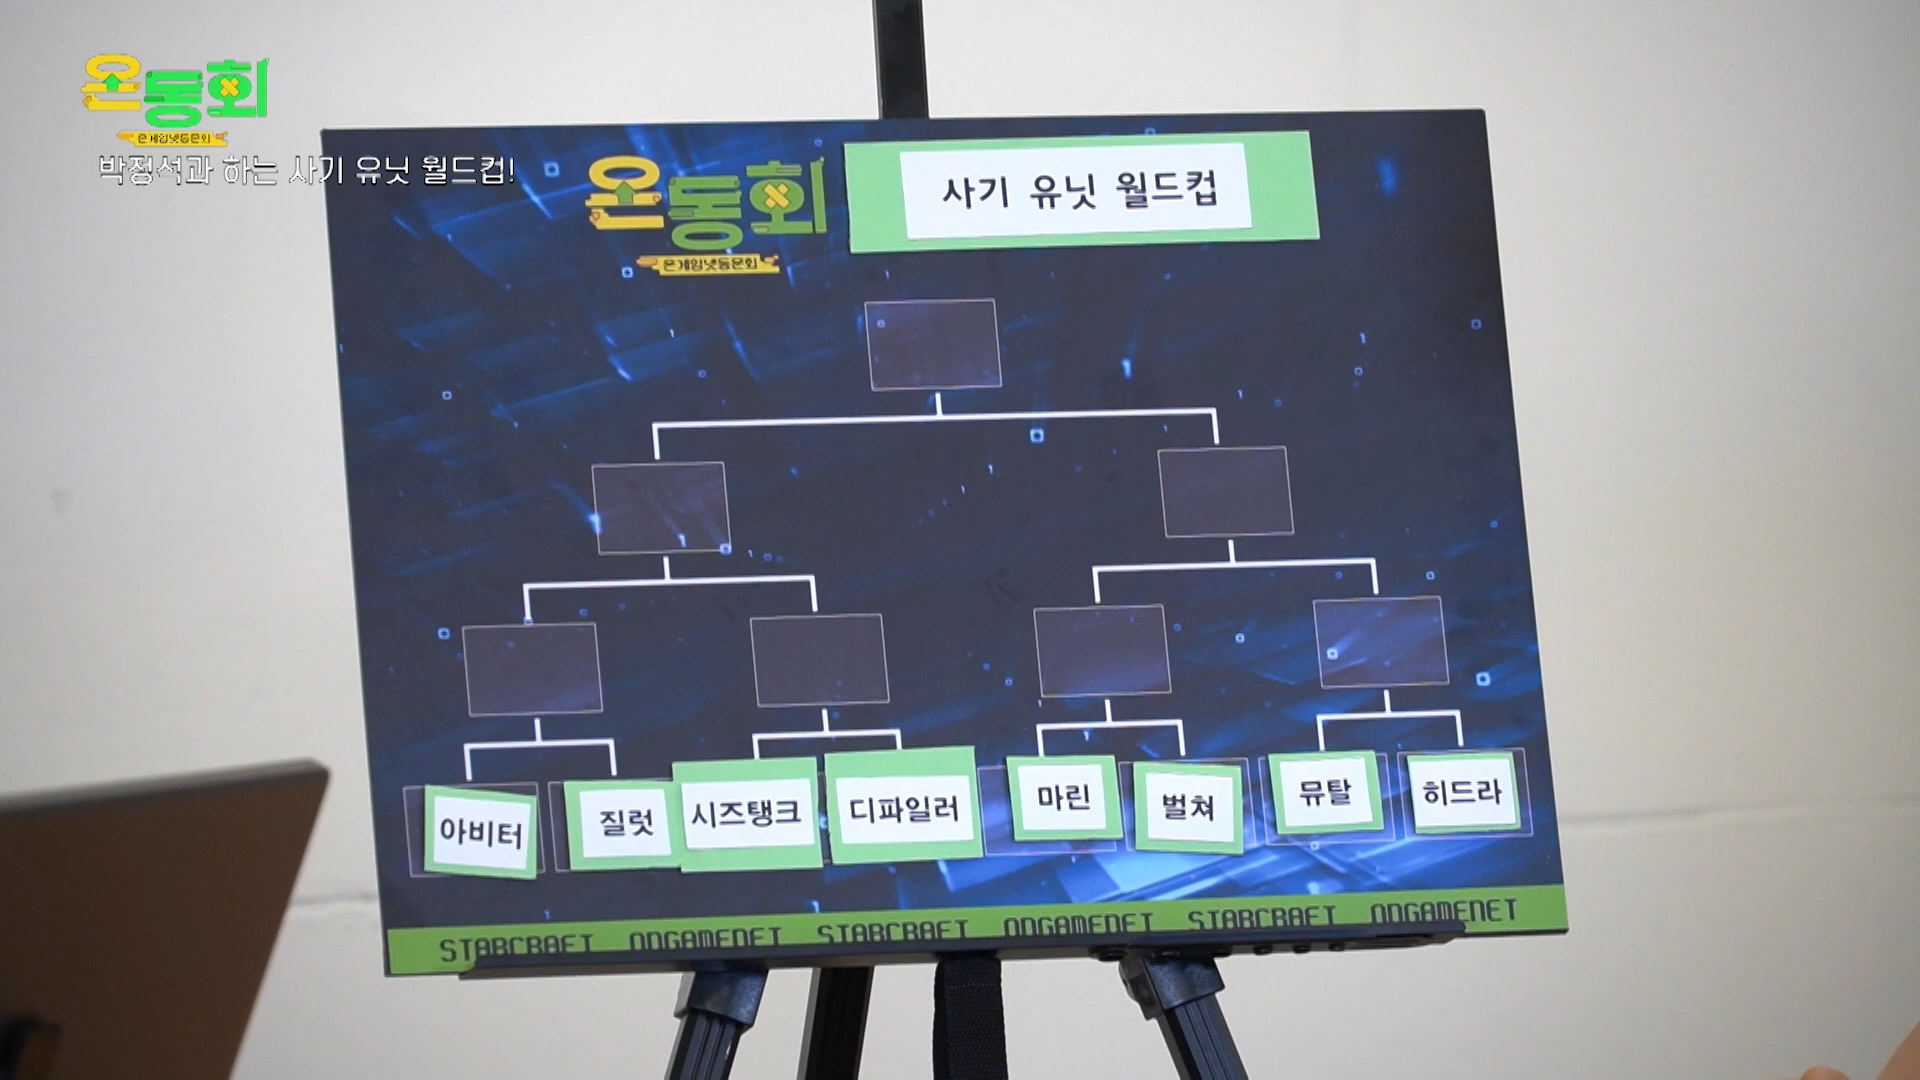 온동회
온게임넷동문회
박정석과 하는 사기 유닛 월드컵!
온동회
온게임넷동문회
사기 유닛 월드컵
아비터
질럿
시즈탱크
디파일러
마린
벌쳐
뮤탈
히드라
STARCRAFT ONGAMENET STARCRAFT ONGAMENET STARCRAFT ONGAMENET